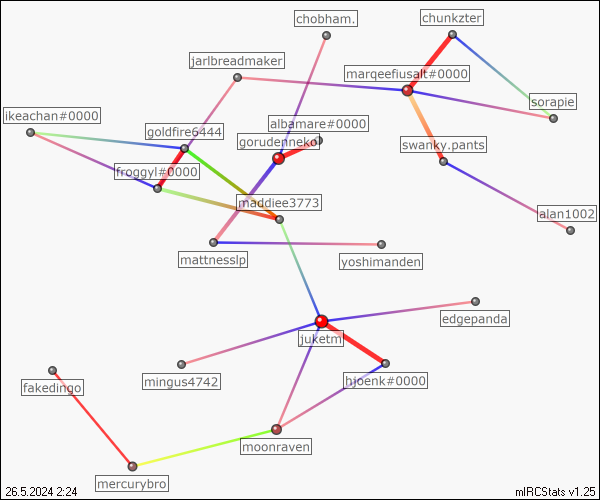 chobham.
chunkzter
jarlbreadmaker
marqeefiusalt#0000
sorapie
ikeachan#0000
albamare#0000
goldfire6444
gorudenneko
swanky.pants
froggyl#0000
maddiee3773
alan1002
mattnesslp
yoshimanden
edgepanda
juketm
mingus4742
hjoenk#0000
fakedingo
moonraven
mercurybro
26.5.2024 2:24
mIRCStats v1.25